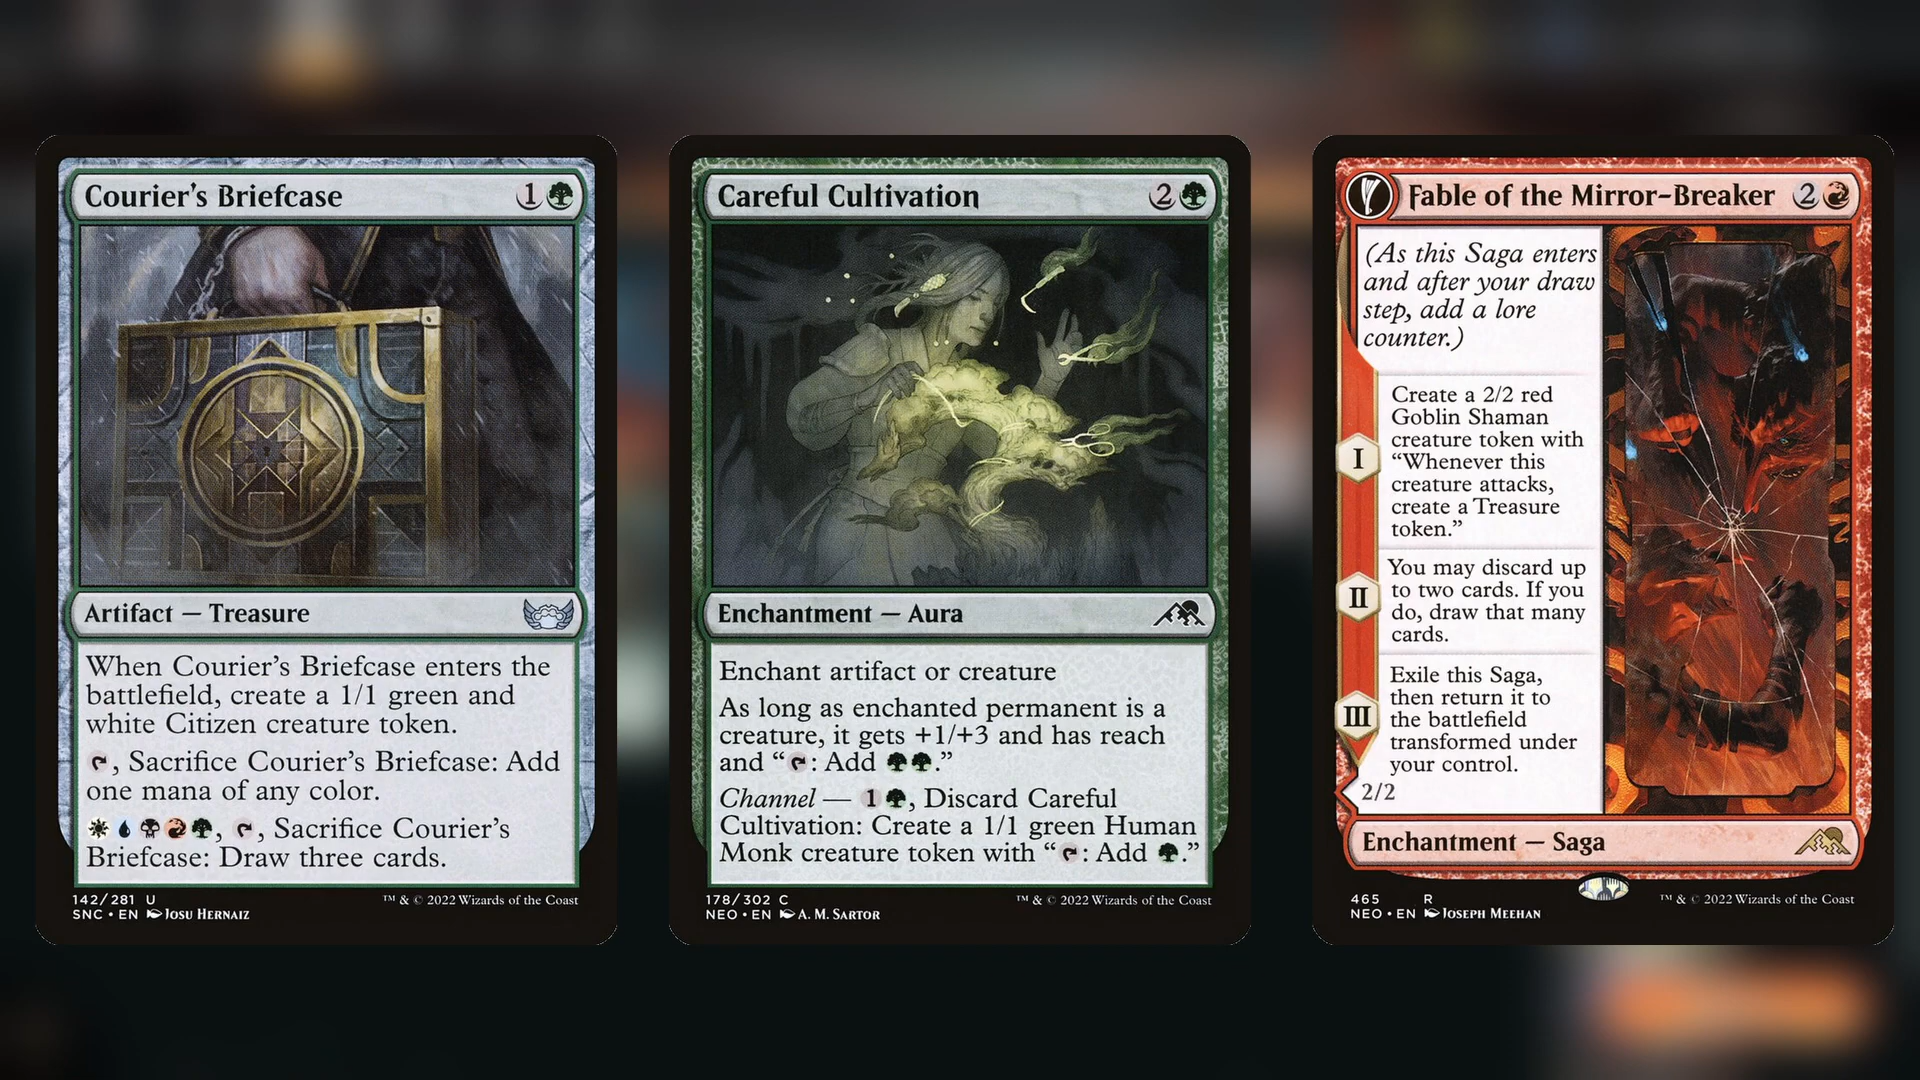 Courier's Briefcase 1
Artifact — Treasure
When Courier's Briefcase enters the
battlefield, create a 1/1 green and
white Citizen creature token.
, Sacrifice Courier's Briefcase: Add
one mana of any color.
, , Sacrifice Courier's
Briefcase: Draw three cards.
142/281 U
SNC • EN Josu Hernaiz
™ & © 2022 Wizards of the Coast
Careful Cultivation 2
Enchantment — Aura
Enchant artifact or creature
As long as enchanted permanent is a
creature, it gets +1/+3 and has reach
and “: Add .”
Channel — 1, Discard Careful
Cultivation: Create a 1/1 green Human
Monk creature token with “: Add .”
178/302 C
NEO • EN A. M. Sartor
™ & © 2022 Wizards of the Coast
Fable of the Mirror-Breaker 2
(As this Saga enters
and after your draw
step, add a lore
counter.)
I
Create a 2/2 red
Goblin Shaman
creature token with
“Whenever this
creature attacks,
create a Treasure
token.”
II
You may discard up
to two cards. If you
do, draw that many
cards.
III
Exile this Saga,
then return it to
the battlefield
transformed under
your control.
2/2
Enchantment — Saga
465 R
NEO • EN Joseph Meehan
™ & © 2022 Wizards of the Coast